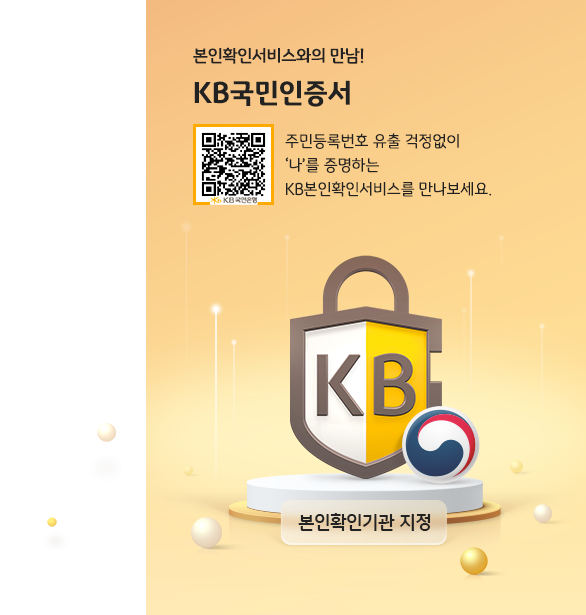 본인확인서비스와의 만남!
KB국민인증서
주민등록번호 유출 걱정없이
‘나’를 증명하는
KB본인확인서비스를 만나보세요.
KB 국민은행
KB
본인확인기관 지정